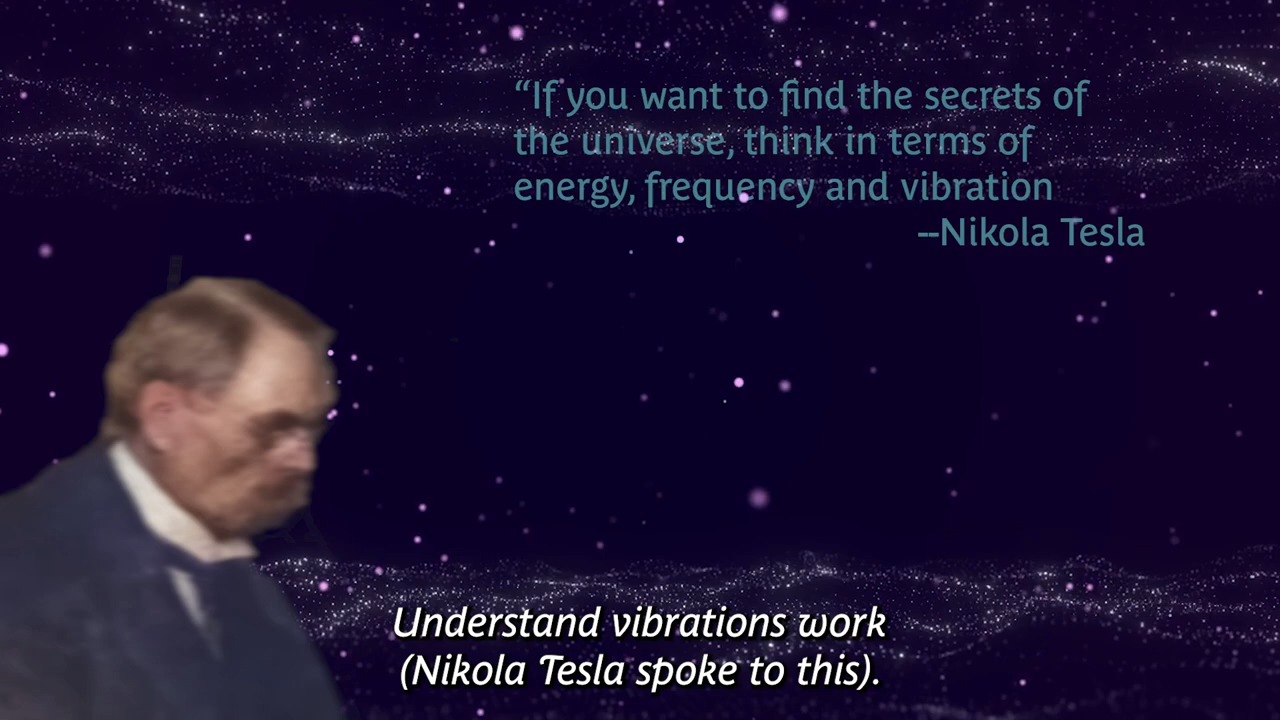 “If you want to find the secrets of
the universe, think in terms of
energy, frequency and vibration
--Nikola Tesla
Understand vibrations work
(Nikola Tesla spoke to this).